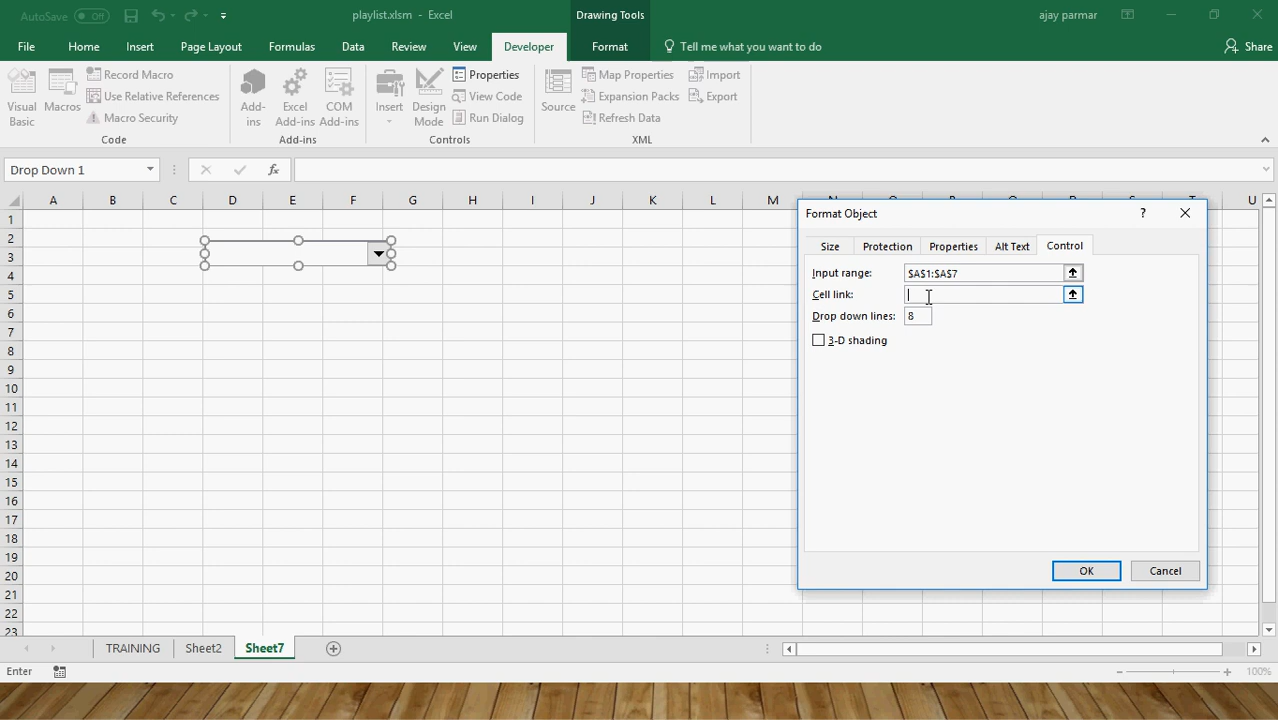 AutoSave Off playlist.xlsm - Excel Drawing Tools ajay parmar
File Home Insert Page Layout Formulas Data Review View Developer Format Tell me what you want to do Share
Visual Basic
Macros
Record Macro
Use Relative References
Macro Security
Code
Add-ins
Excel Add-ins
COM Add-ins
Add-ins
Insert
Design Mode
Properties
View Code
Run Dialog
Controls
Source
Map Properties
Expansion Packs
Refresh Data
Import
Export
XML
Drop Down 1 fx
A B C D E F G H I J K L M U
1
2
3
4
5
6
7
8
9
10
11
12
13
14
15
16
17
18
19
20
21
22
23
Format Object ?
Size Protection Properties Alt Text Control
Input range: $A$1:$A$7
Cell link:
Drop down lines: 8
3-D shading
OK Cancel
TRAINING Sheet2 Sheet7
Enter 100%